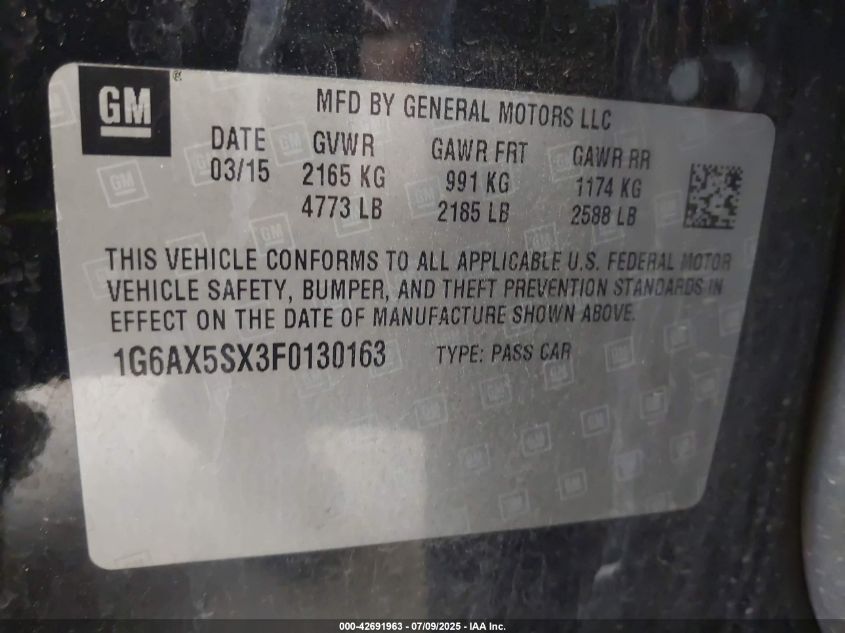 GM
MFD BY GENERAL MOTORS LLC
DATE GVWR GAWR FRT GAWR RR
03/15 2165 KG 991 KG 1174 KG
4773 LB 2185 LB 2588 LB
THIS VEHICLE CONFORMS TO ALL APPLICABLE U.S. FEDERAL MOTOR
VEHICLE SAFETY, BUMPER, AND THEFT PREVENTION STANDARDS IN
EFFECT ON THE DATE OF MANUFACTURE SHOWN ABOVE.
1G6AX5SX3F0130163 TYPE: PASS CAR
000-42691963 - 07/09/2025 - IAA Inc.